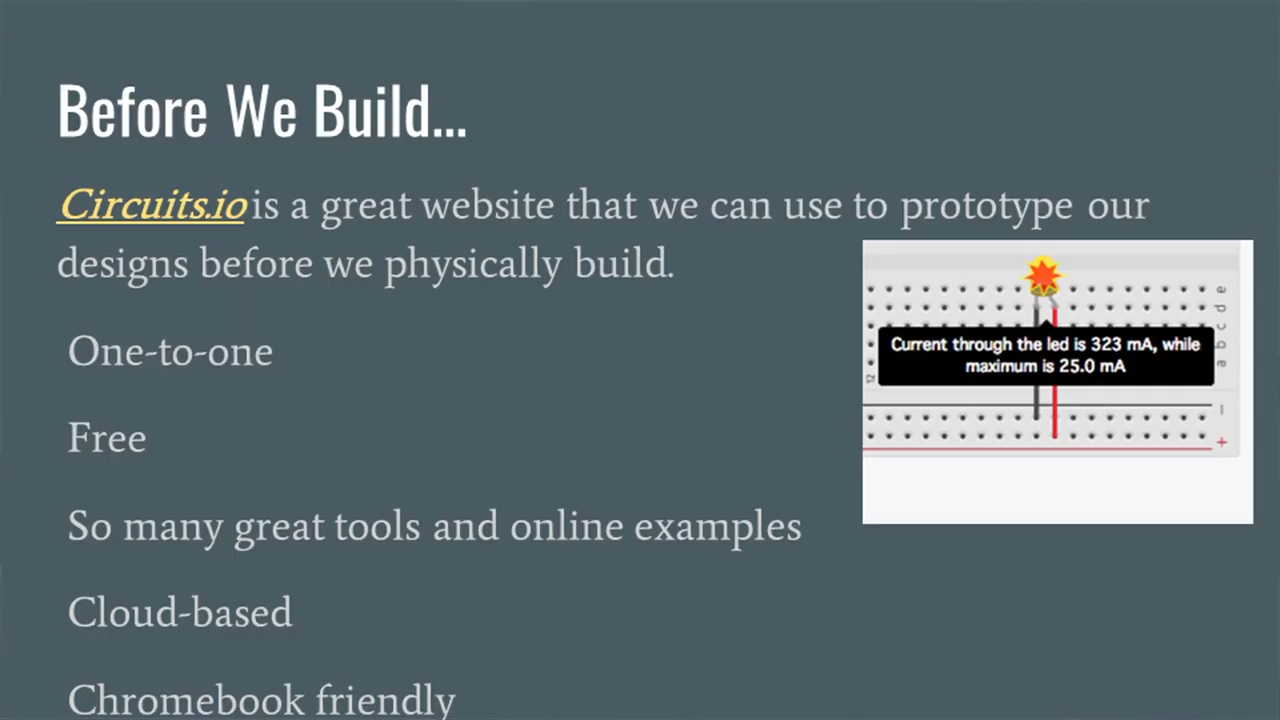 Before We Build...
Circuits.io is a great website that we can use to prototype our
designs before we physically build.
One-to-one
Free
So many great tools and online examples
Cloud-based
Chromebook friendly
Current through the led is 323 mA, while
maximum is 25.0 mA
e
d
c
b
a
12
−
+